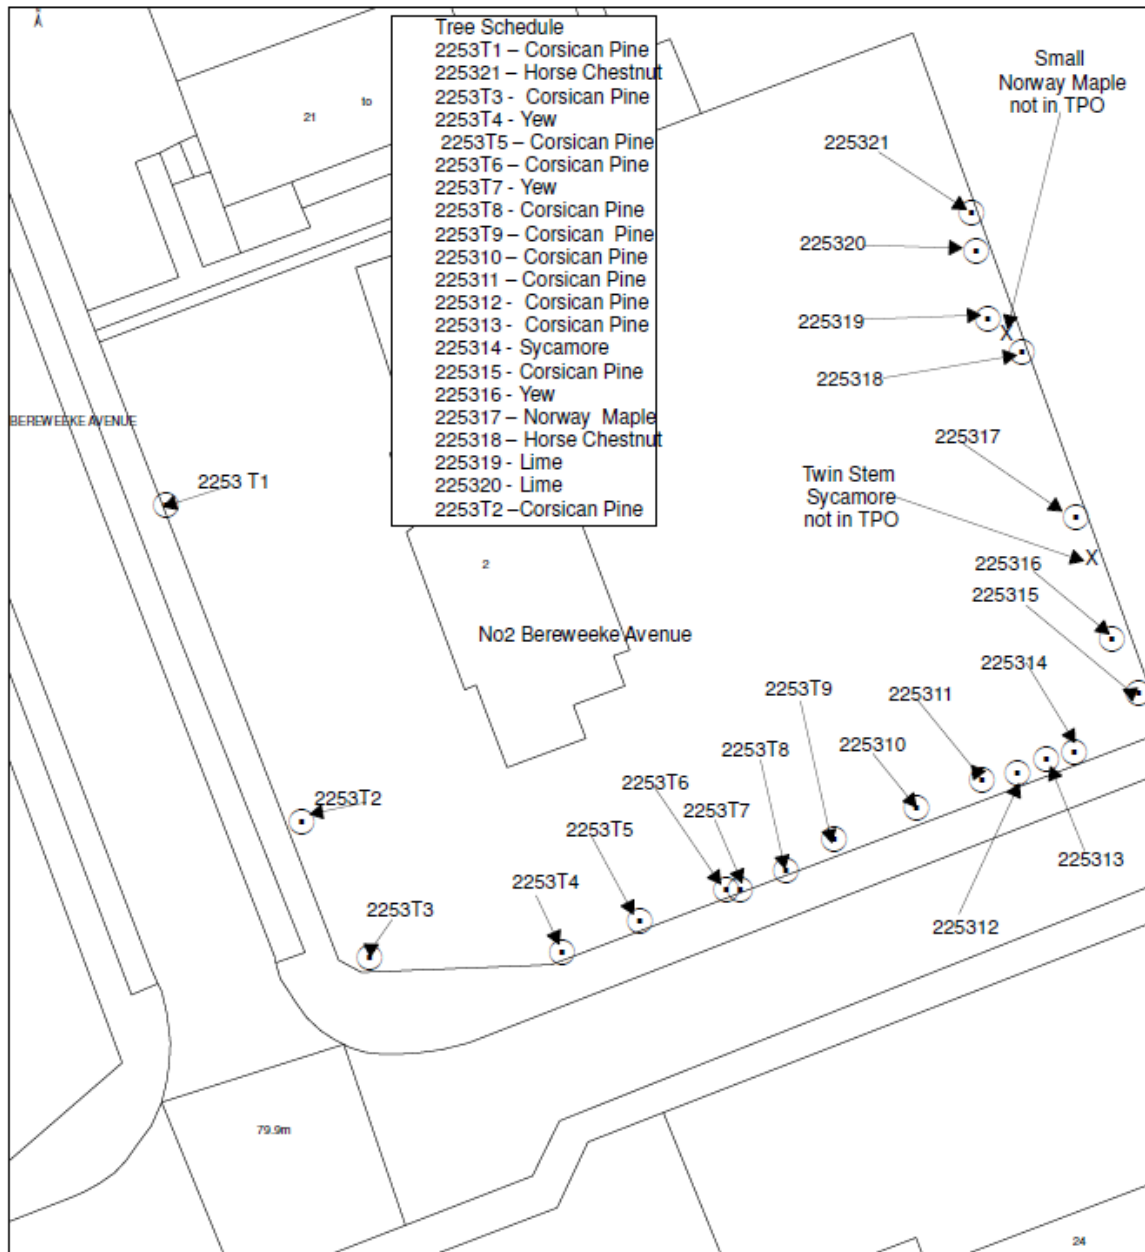 A
Tree Schedule
2253T1 – Corsican Pine
225321 – Horse Chestnut
2253T3 - Corsican Pine
2253T4 - Yew
2253T5 – Corsican Pine
2253T6 – Corsican Pine
2253T7 - Yew
2253T8 - Corsican Pine
2253T9 – Corsican Pine
225310 – Corsican Pine
225311 – Corsican Pine
225312 - Corsican Pine
225313 - Corsican Pine
225314 - Sycamore
225315 - Corsican Pine
225316 - Yew
225317 – Norway Maple
225318 – Horse Chestnut
225319 - Lime
225320 - Lime
2253T2 –Corsican Pine
to
21
Small
Norway Maple
not in TPO
225321
225320
225319
225318
BEREWEEKE AVENUE
225317
2253 T1
Twin Stem
Sycamore
not in TPO
X
X
2
225316
225315
No2 Bereweeke Avenue
225314
2253T9
225311
2253T8
225310
2253T6
2253T2
2253T7
2253T5
225313
2253T4
2253T3
225312
79.9m
24